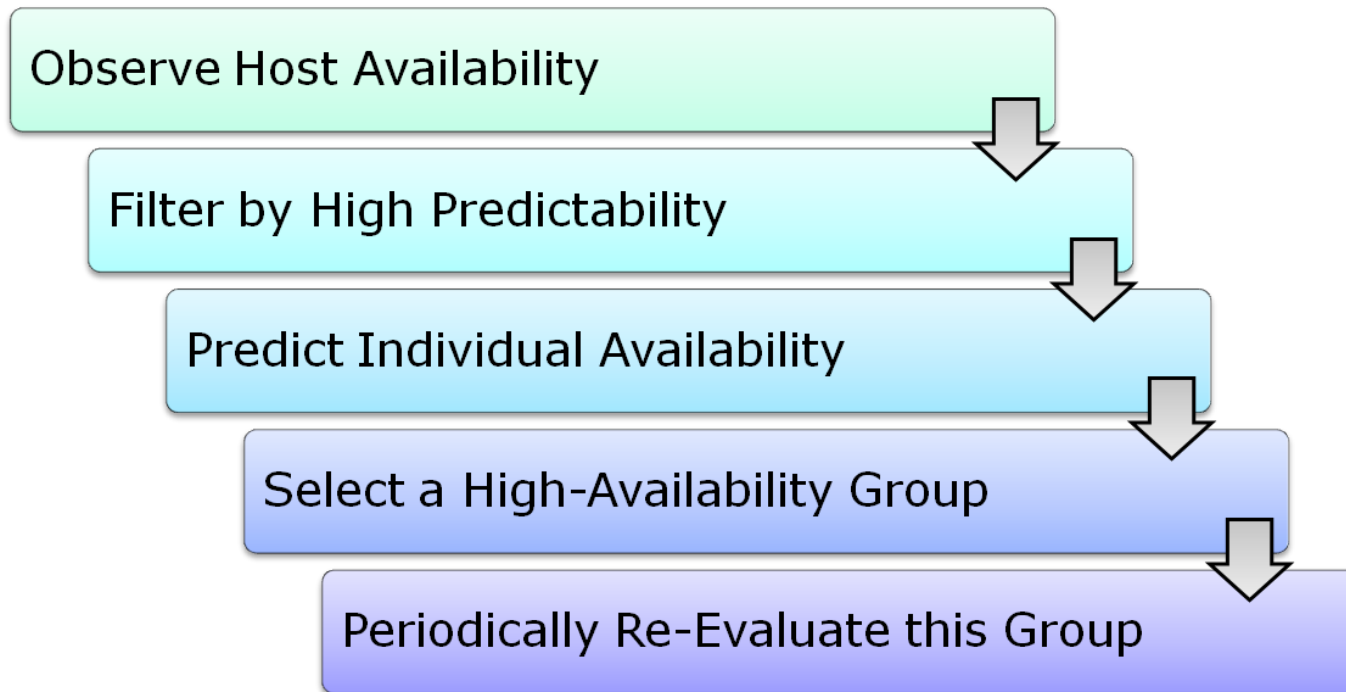 Observe Host Availability
Filter by High Predictability
Predict Individual Availability
Select a High-Availability Group
Periodically Re-Evaluate this Group